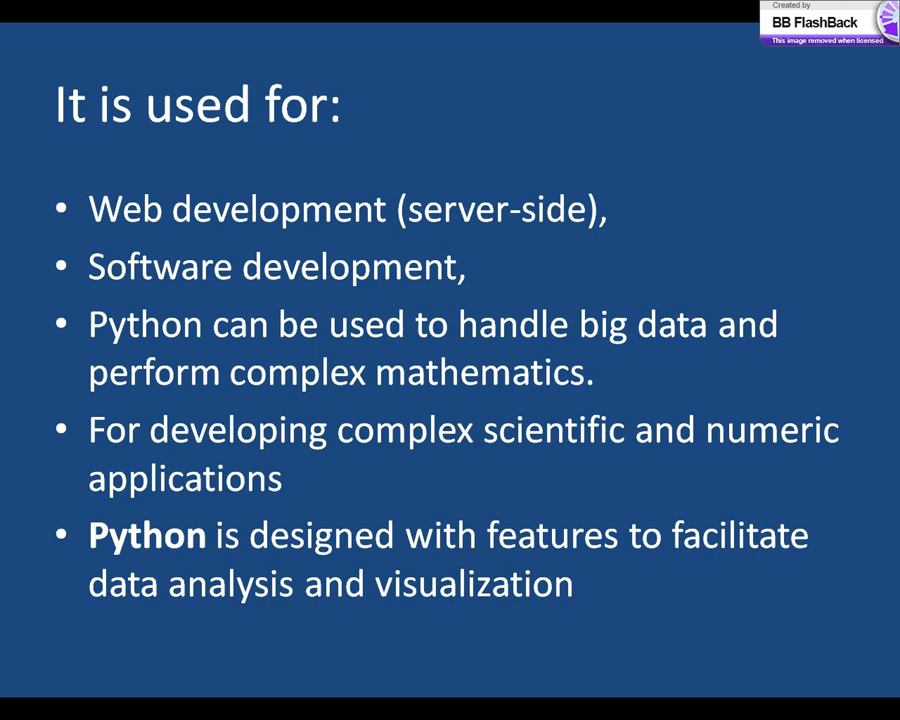 Created by
BB FlashBack
This image removed when licensed
It is used for:
• Web development (server-side),
• Software development,
• Python can be used to handle big data and
perform complex mathematics.
• For developing complex scientific and numeric
applications
• Python is designed with features to facilitate
data analysis and visualization